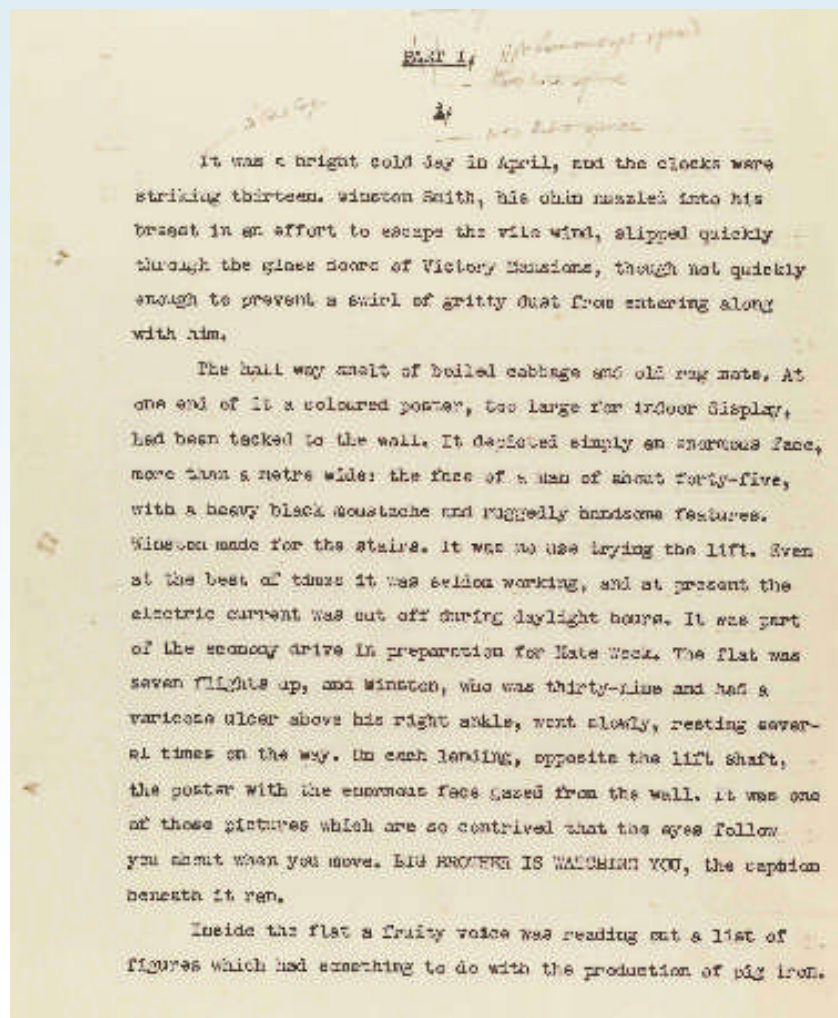 PART I,
1,
It was a bright cold day in April, and the clocks were
striking thirteen. Winston Smith, his chin nuzzled into his
breast in an effort to escape the vile wind, slipped quickly
through the glass doors of Victory Mansions, though not quickly
enough to prevent a swirl of gritty dust from entering along
with him.
The hall way smelt of boiled cabbage and old rag mats. At
one end of it a coloured poster, too large for indoor display,
had been tacked to the wall. It depicted simply an enormous face,
more than a metre wide: the face of a man of about forty-five,
with a heavy black moustache and ruggedly handsome features.
Winston made for the stairs. It was no use trying the lift. Even
at the best of times it was seldom working, and at present the
electric current was cut off during daylight hours. It was part
of the economy drive in preparation for Hate Week. The flat was
seven flights up, and Winston, who was thirty-nine and had a
varicose ulcer above his right ankle, went slowly, resting sever-
al times on the way. On each landing, opposite the lift shaft,
the poster with the enormous face gazed from the wall. It was one
of those pictures which are so contrived that the eyes follow
you about when you move. BIG BROTHER IS WATCHING YOU, the caption
beneath it ran.
Inside the flat a fruity voice was reading out a list of
figures which had something to do with the production of pig iron.